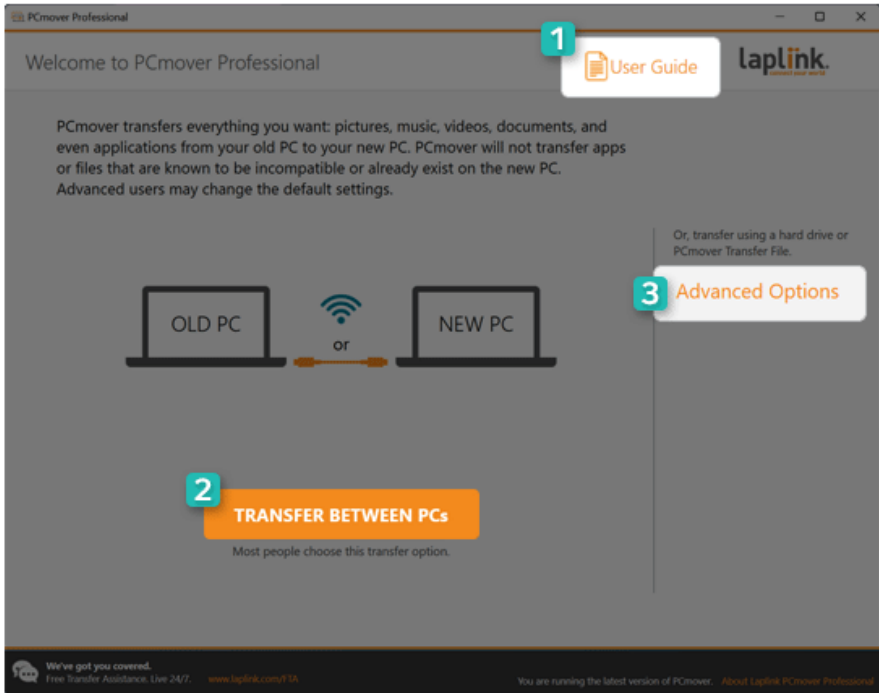 PCmover Professional
1
Welcome to PCmover Professional
User Guide
laplink.
connect your world
PCmover transfers everything you want: pictures, music, videos, documents, and
even applications from your old PC to your new PC. PCmover will not transfer apps
or files that are known to be incompatible or already exist on the new PC.
Advanced users may change the default settings.
Or, transfer using a hard drive or
PCmover Transfer File.
3
Advanced Options
OLD PC
or
NEW PC
2
TRANSFER BETWEEN PCs
Most people choose this transfer option.
We've got you covered.
Free Transfer Assistance. Live 24/7. www.laplink.com/FTA
You are running the latest version of PCmover. About Laplink PCmover Professional